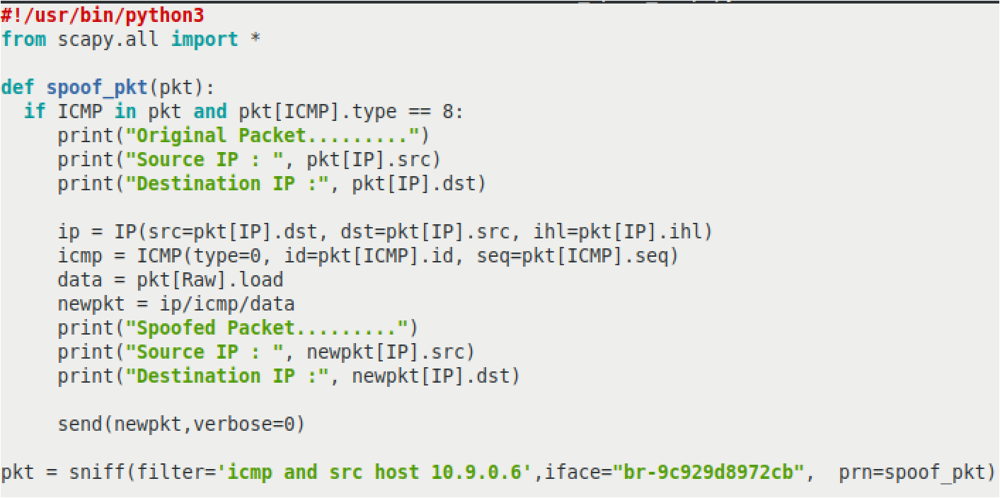 #!/usr/bin/python3
from scapy.all import *

def spoof_pkt(pkt):
  if ICMP in pkt and pkt[ICMP].type == 8:
     print("Original Packet.........")
     print("Source IP : ", pkt[IP].src)
     print("Destination IP :", pkt[IP].dst)

     ip = IP(src=pkt[IP].dst, dst=pkt[IP].src, ihl=pkt[IP].ihl)
     icmp = ICMP(type=0, id=pkt[ICMP].id, seq=pkt[ICMP].seq)
     data = pkt[Raw].load
     newpkt = ip/icmp/data
     print("Spoofed Packet.........")
     print("Source IP : ", newpkt[IP].src)
     print("Destination IP :", newpkt[IP].dst)

     send(newpkt,verbose=0)

pkt = sniff(filter='icmp and src host 10.9.0.6',iface="br-9c929d8972cb",  prn=spoof_pkt)